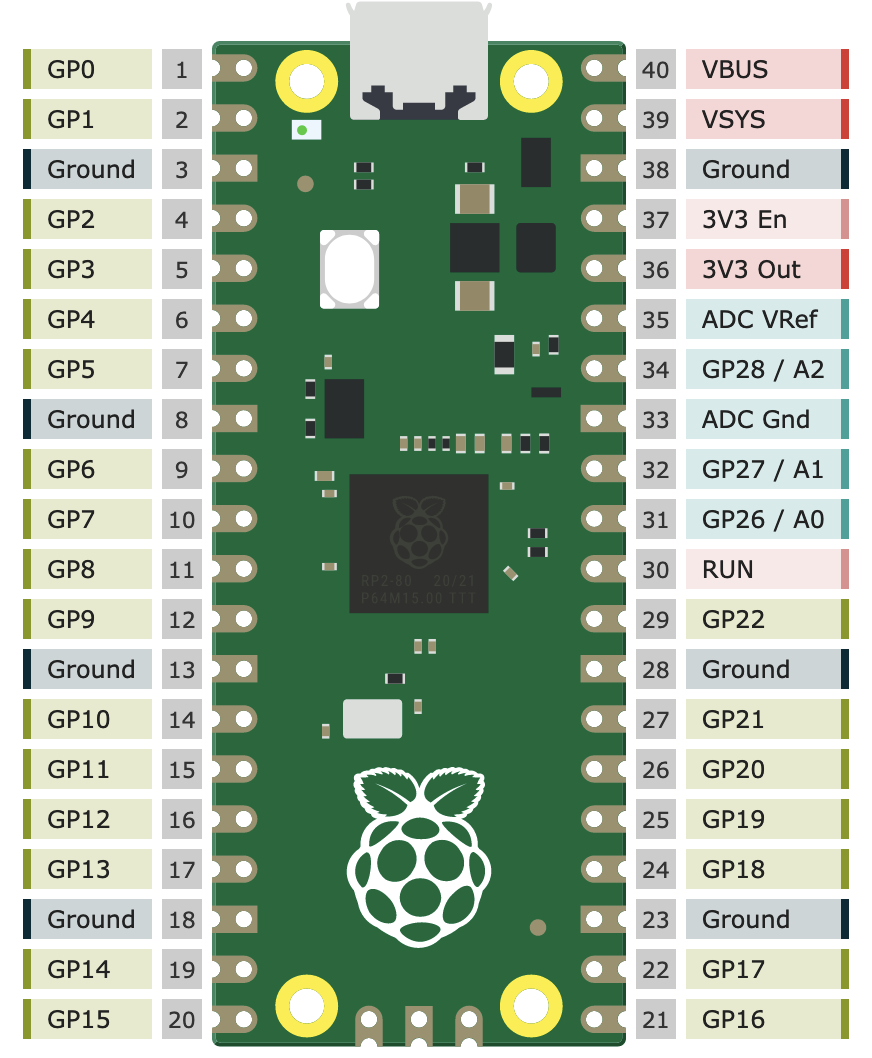 GP0 1 40 VBUS
GP1 2 39 VSYS
Ground 3 38 Ground
GP2 4 37 3V3 En
GP3 5 36 3V3 Out
GP4 6 35 ADC VRef
GP5 7 34 GP28 / A2
Ground 8 33 ADC Gnd
GP6 9 32 GP27 / A1
GP7 10 31 GP26 / A0
GP8 11 30 RUN
RP2-80 20/21
P64M15.00 TTT
GP9 12 29 GP22
Ground 13 28 Ground
GP10 14 27 GP21
GP11 15 26 GP20
GP12 16 25 GP19
GP13 17 24 GP18
Ground 18 23 Ground
GP14 19 22 GP17
GP15 20 21 GP16